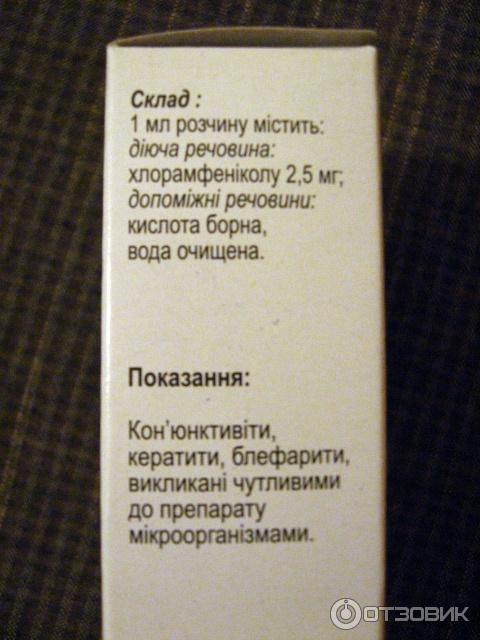 Склад :
1 мл розчину містить:
діюча речовина:
хлорамфеніколу 2,5 мг;
допоміжні речовини:
кислота борна,
вода очищена.
Показання:
Кон'юнктивіти,
кератити, блефарити,
викликані чутливими
до препарату
мікроорганізмами.
ОТЗОВИК